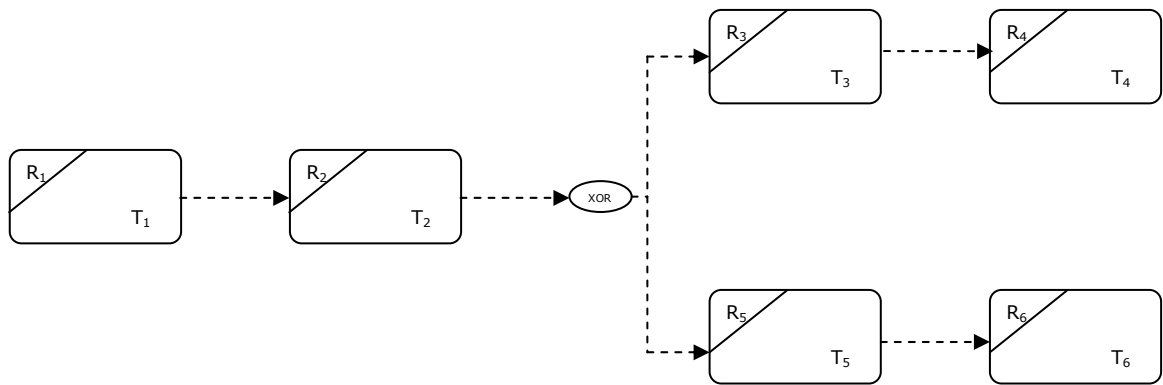 R₃
T₃
R₄
T₄
R₁
T₁
R₂
T₂
XOR
R₅
T₅
R₆
T₆